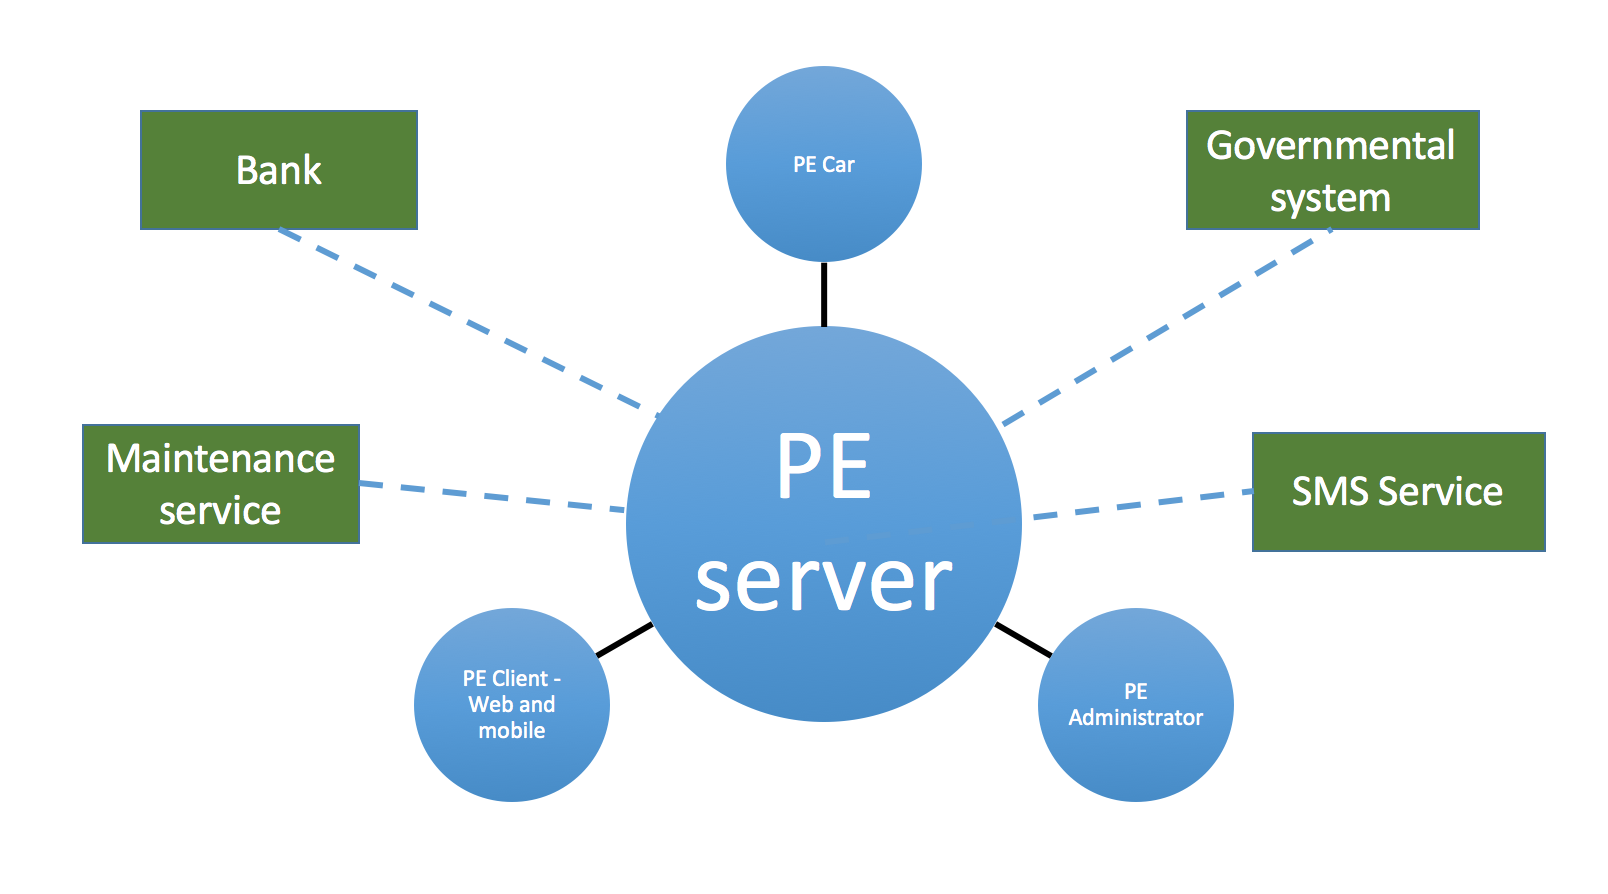 PE Car
Bank
Governmental
system
PE
server
Maintenance
service
SMS Service
PE Client -
Web and
mobile
PE
Administrator